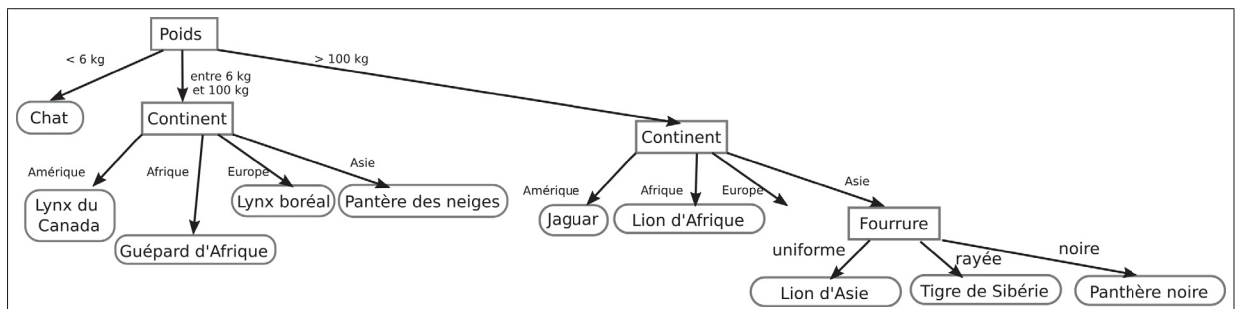 Poids
< 6 kg
entre 6 kg
et 100 kg
> 100 kg
Chat
Continent
Continent
Amérique
Afrique
Europe
Asie
Lynx du
Canada
Guépard d'Afrique
Lynx boréal
Pantère des neiges
Amérique
Afrique
Europe
Asie
Jaguar
Lion d'Afrique
Fourrure
uniforme
rayée
noire
Lion d'Asie
Tigre de Sibérie
Panthère noire